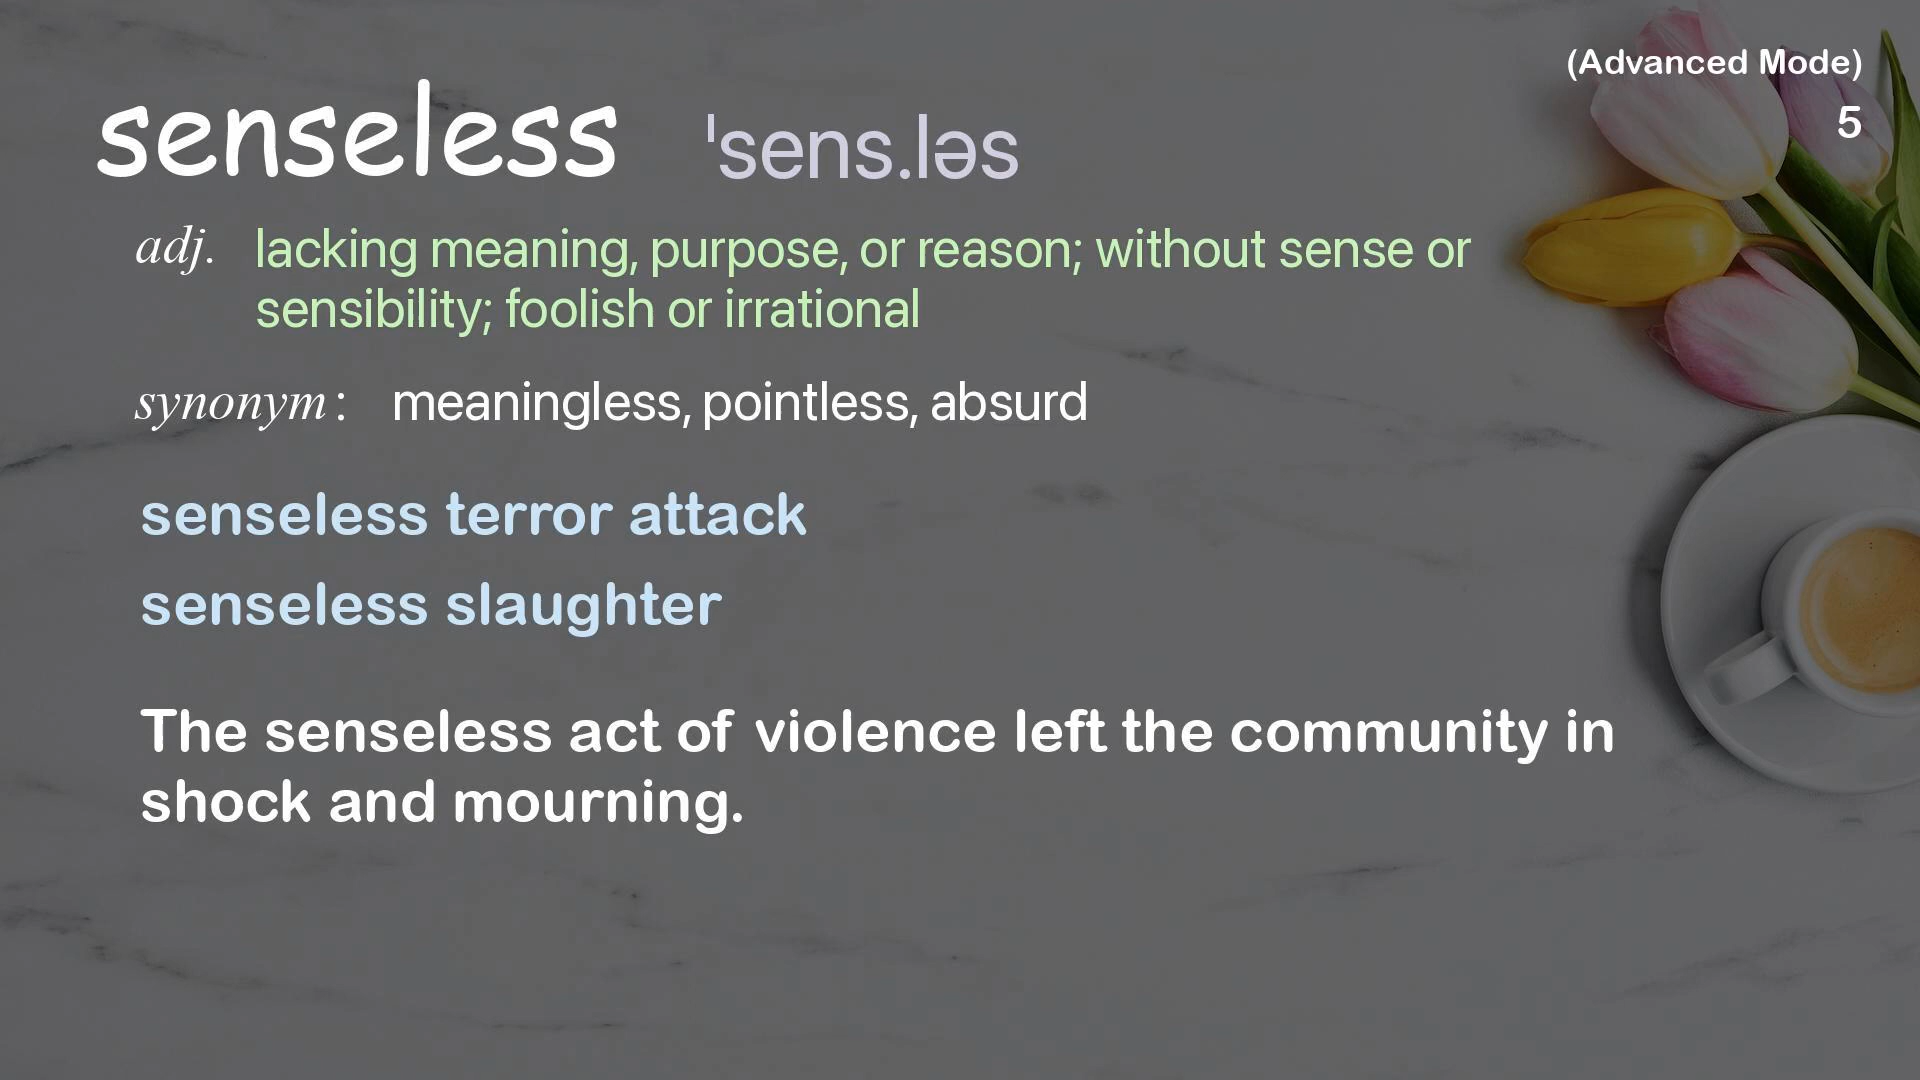 (Advanced Mode)
5
senseless ˈsens.ləs
adj. lacking meaning, purpose, or reason; without sense or
sensibility; foolish or irrational
synonym: meaningless, pointless, absurd
senseless terror attack
senseless slaughter
The senseless act of violence left the community in
shock and mourning.